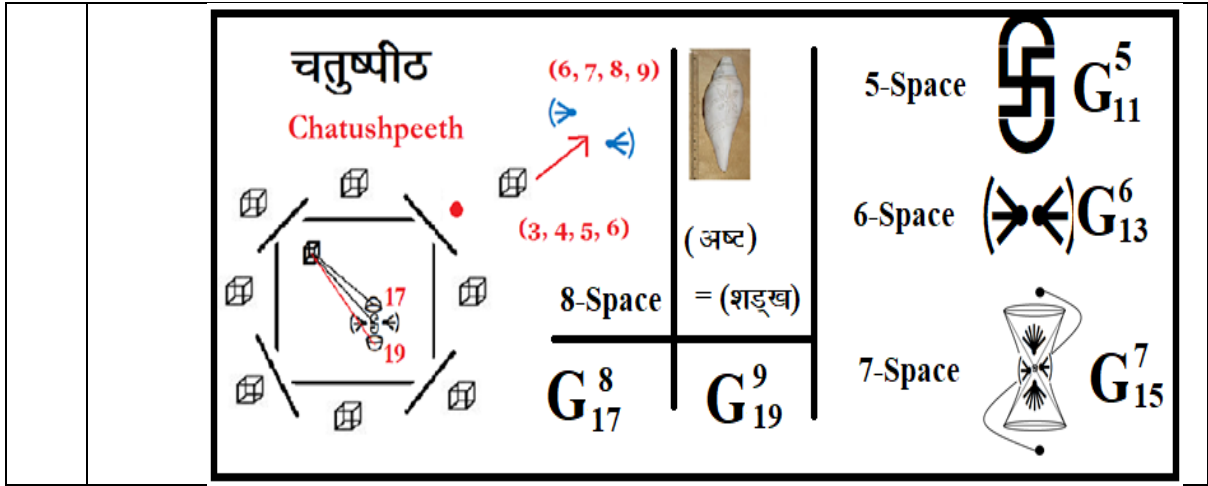 चतुष्पीठ
Chatushpeeth
17
19
(6, 7, 8, 9)
(3, 4, 5, 6)
8-Space
(अष्ट)
= (शड्ख)
G 8 17
G 9 19
5-Space
G 5 11
6-Space
G 6 13
7-Space
G 7 15